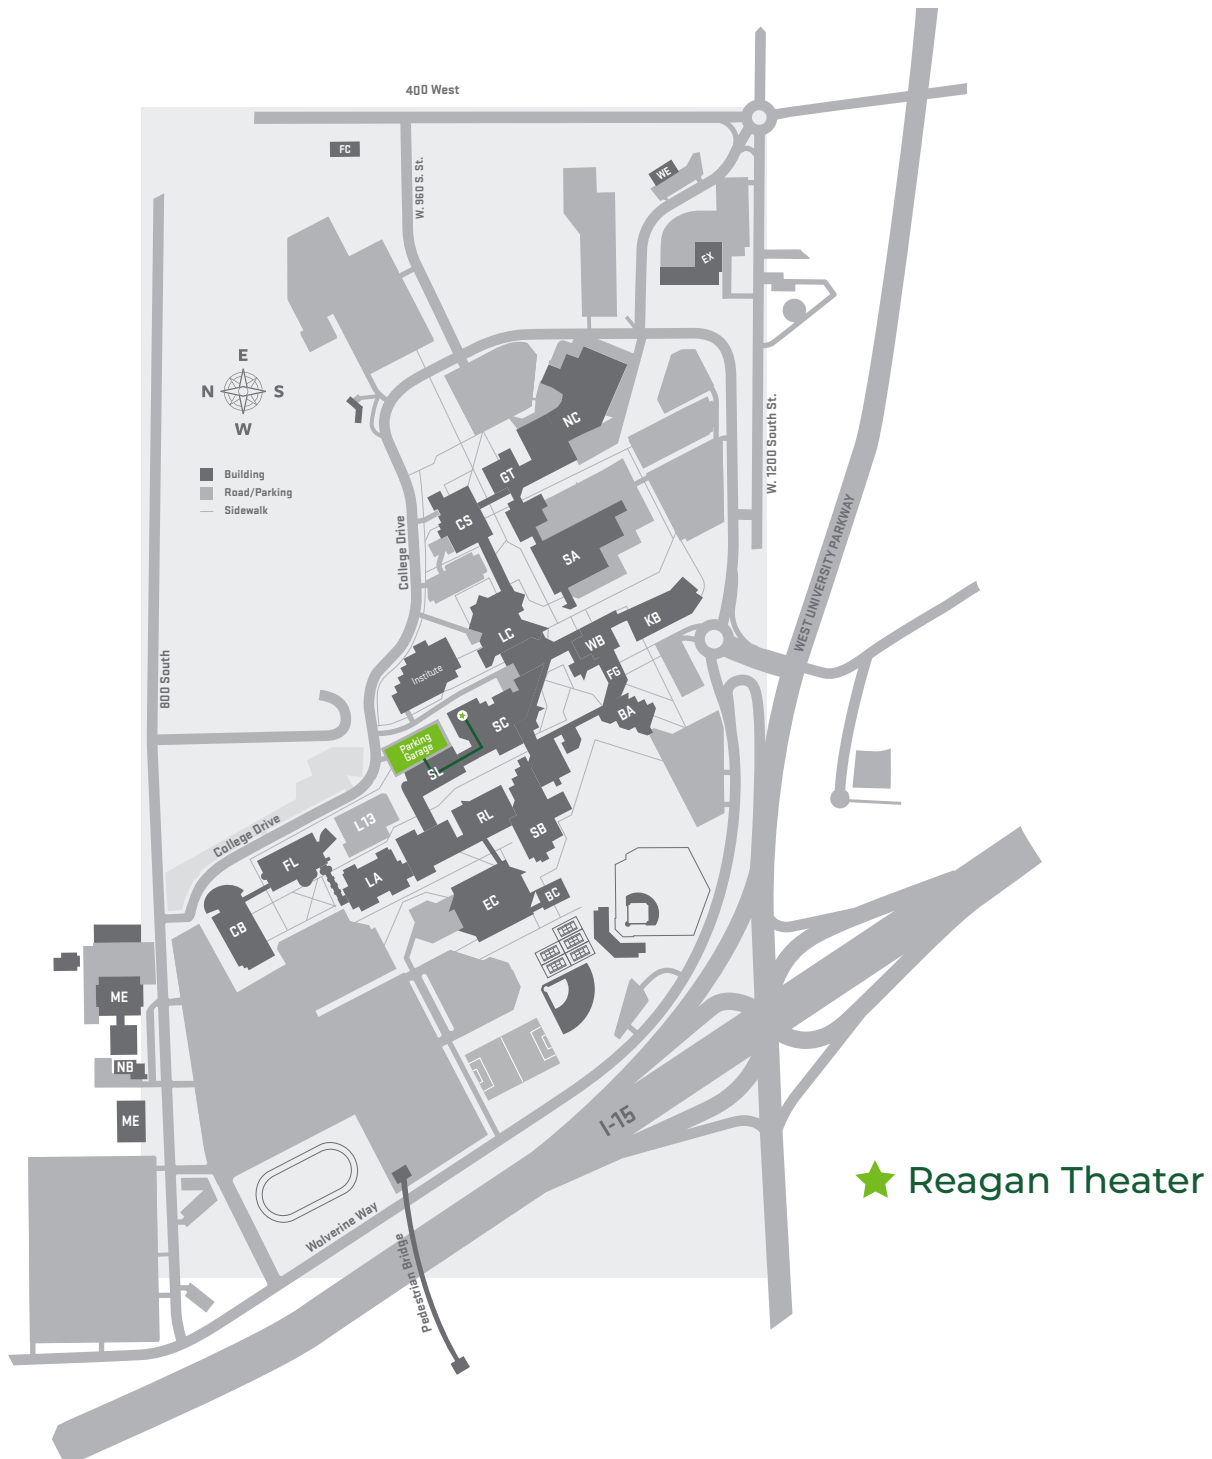 400 West
FC
W. 960 S. St.
WE
EX
E
N
S
W
Building
Road/Parking
Sidewalk
W. 1200 South St.
NC
GT
CS
SA
College Drive
WEST UNIVERSITY PARKWAY
LC
KB
WB
FG
Institute
800 South
BA
SC
Parking
Garage
SL
RL
L13
SB
College Drive
FL
LA
EC
BC
CB
ME
NB
ME
I-15
Reagan Theater
Wolverine Way
Padastrian Bridga